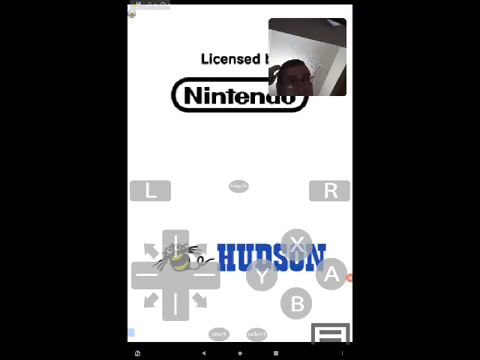 Licensed
Nintendo
L
touch
R
X
HUDSON
Y
A
B
start
select